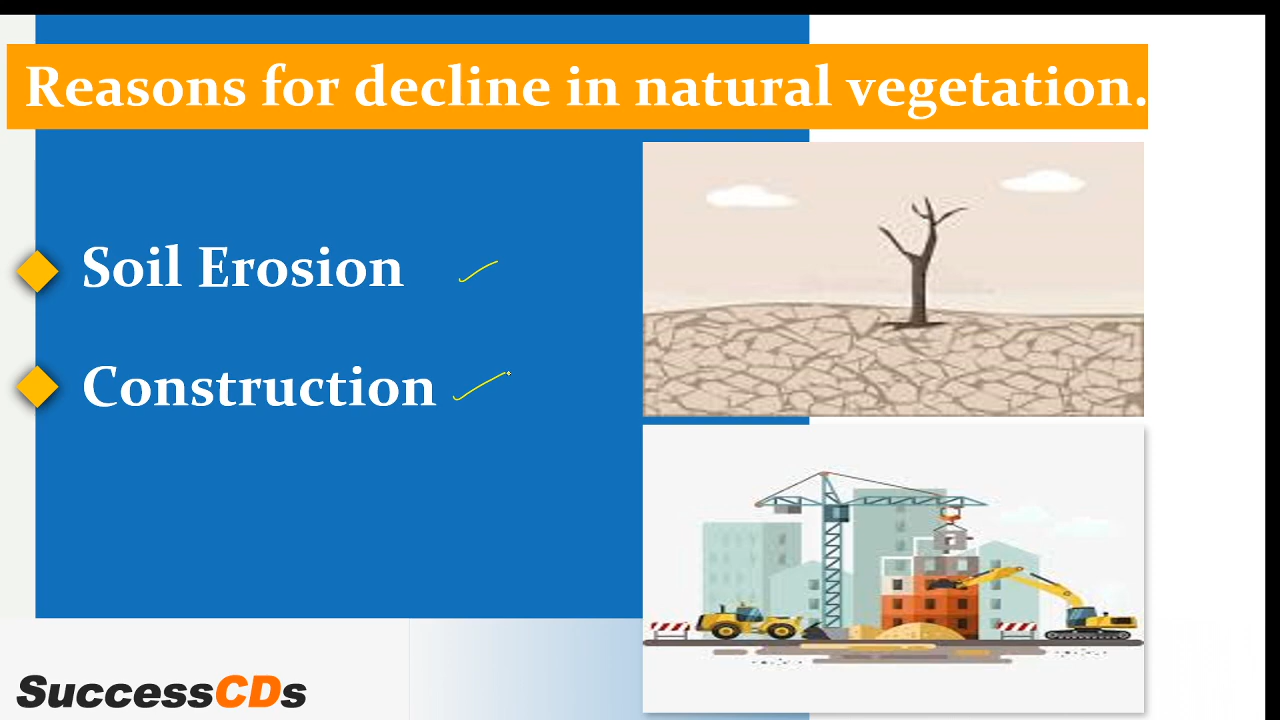 Reasons for decline in natural vegetation.
Soil Erosion
Construction
SuccessCDs